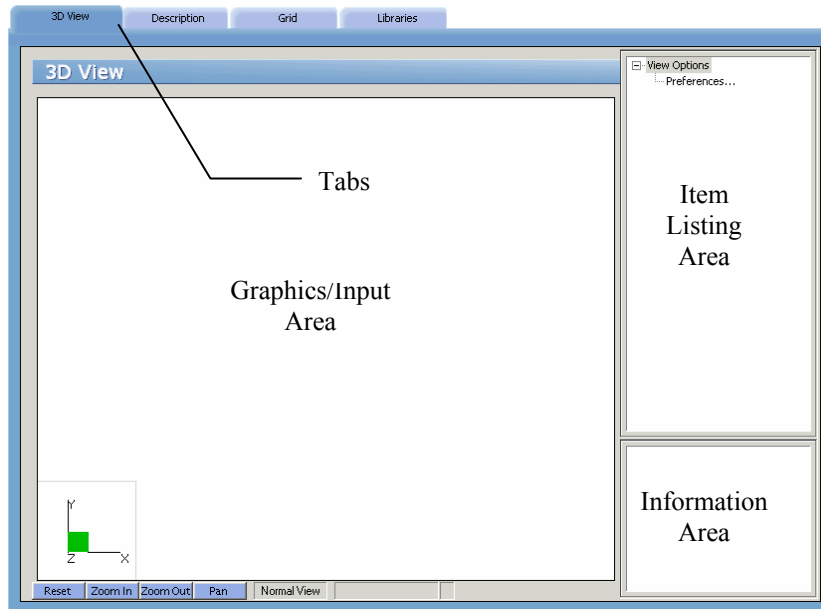 3D View
Description
Grid
Libraries
3D View
View Options
Preferences...
Tabs
Item
Listing
Area
Graphics/Input
Area
Information
Area
Y
Z
X
Reset
Zoom In
Zoom Out
Pan
Normal View